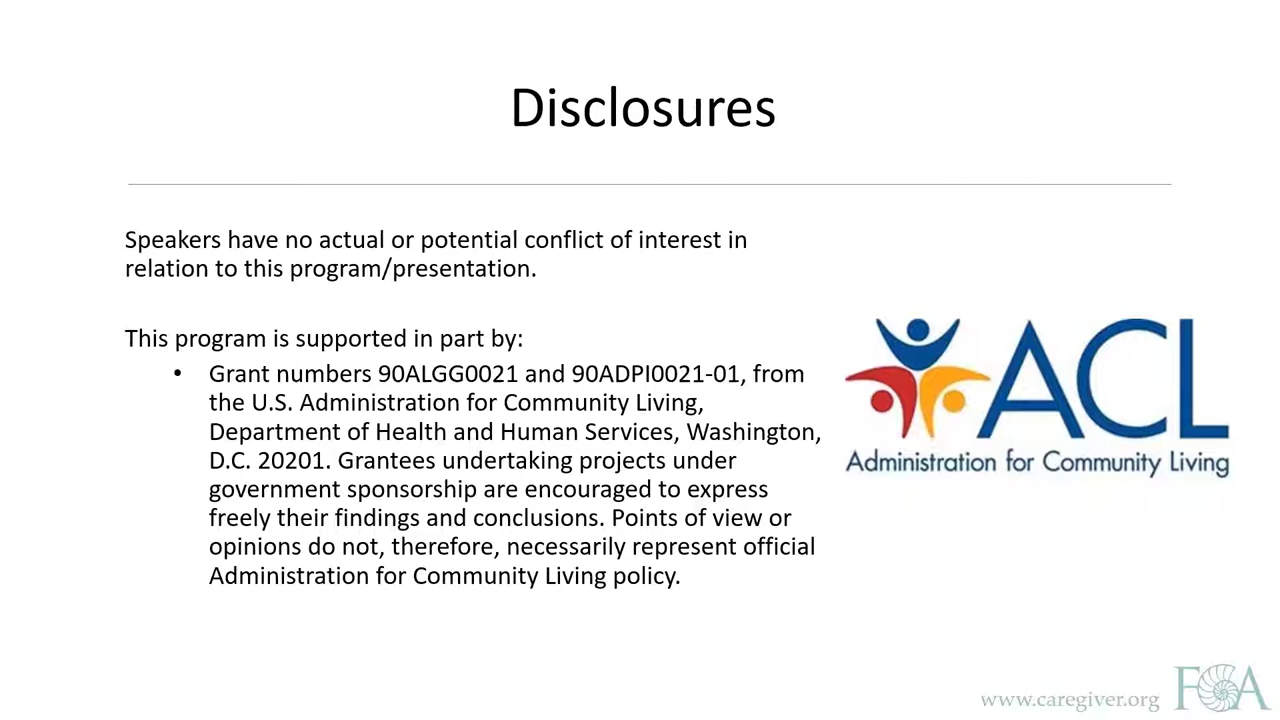 Disclosures
Speakers have no actual or potential conflict of interest in
relation to this program/presentation.
This program is supported in part by:
• Grant numbers 90ALGG0021 and 90ADPI0021-01, from
the U.S. Administration for Community Living,
Department of Health and Human Services, Washington,
D.C. 20201. Grantees undertaking projects under
government sponsorship are encouraged to express
freely their findings and conclusions. Points of view or
opinions do not, therefore, necessarily represent official
Administration for Community Living policy.
ACL
Administration for Community Living
www.caregiver.org
FCA